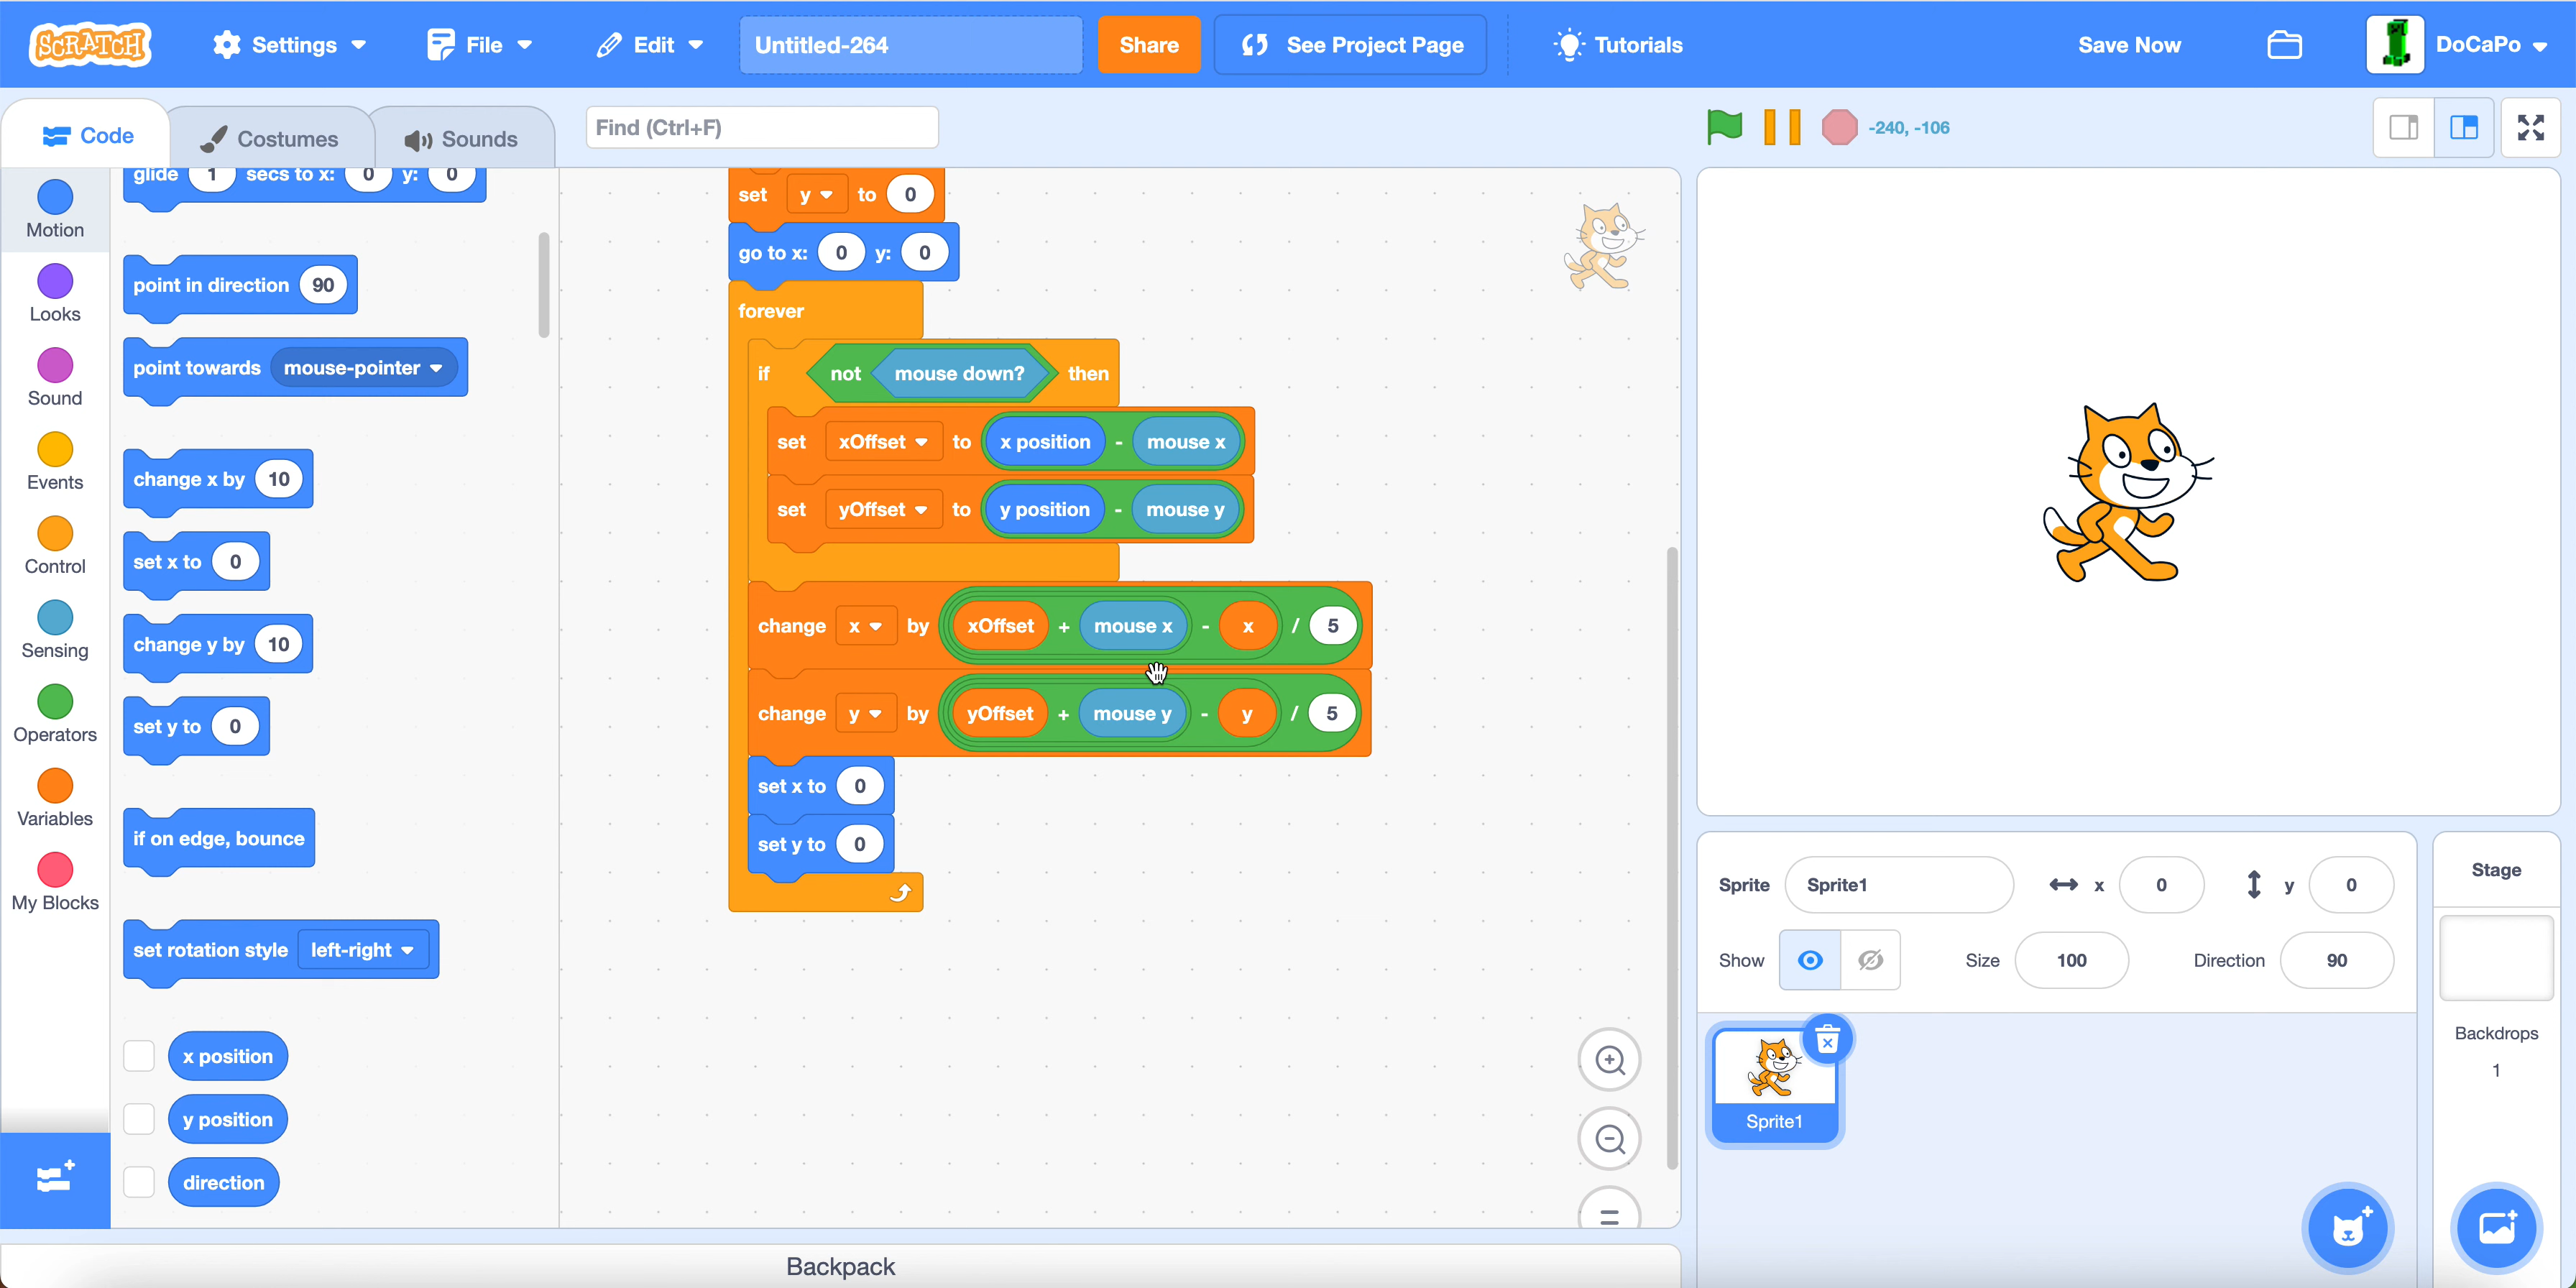 SCRATCH Settings File Edit Untitled-264 Share See Project Page Tutorials Save Now DoCaPo
Code Costumes Sounds Find (Ctrl+F) -240, -106
Motion
Looks
Sound
Events
Control
Sensing
Operators
Variables
My Blocks
glide 1 secs to x: 0 y: 0
point in direction 90
point towards mouse-pointer
change x by 10
set x to 0
change y by 10
set y to 0
if on edge, bounce
set rotation style left-right
x position
y position
direction
set y to 0
go to x: 0 y: 0
forever
if not mouse down? then
set xOffset to x position - mouse x
set yOffset to y position - mouse y
change x by xOffset + mouse x - x / 5
change y by yOffset + mouse y - y / 5
set x to 0
set y to 0
Sprite Sprite1 x 0 y 0
Show Size 100 Direction 90
Sprite1
Stage
Backdrops
1
Backpack